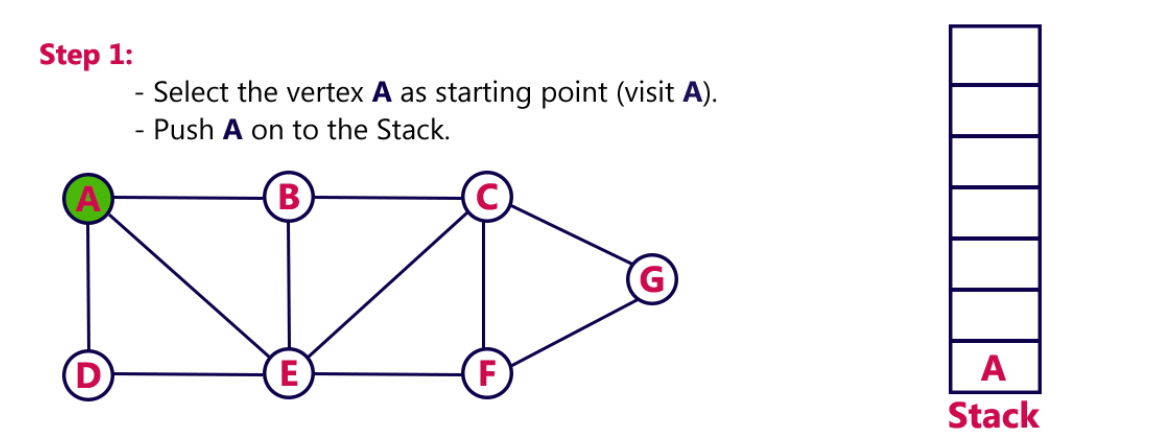 Step 1:
- Select the vertex A as starting point (visit A).
- Push A on to the Stack.
A
B
C
G
D
E
F
A
Stack